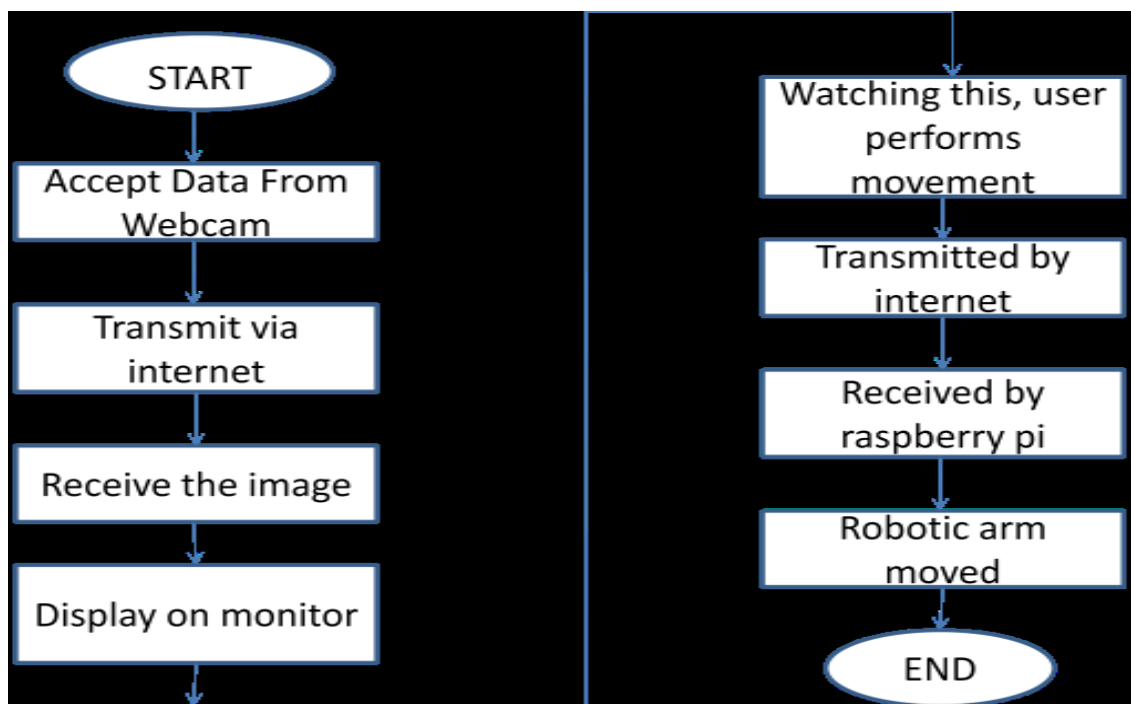 START
Accept Data From
Webcam
Transmit via
internet
Receive the image
Display on monitor
Watching this, user
performs
movement
Transmitted by
internet
Received by
raspberry pi
Robotic arm
moved
END